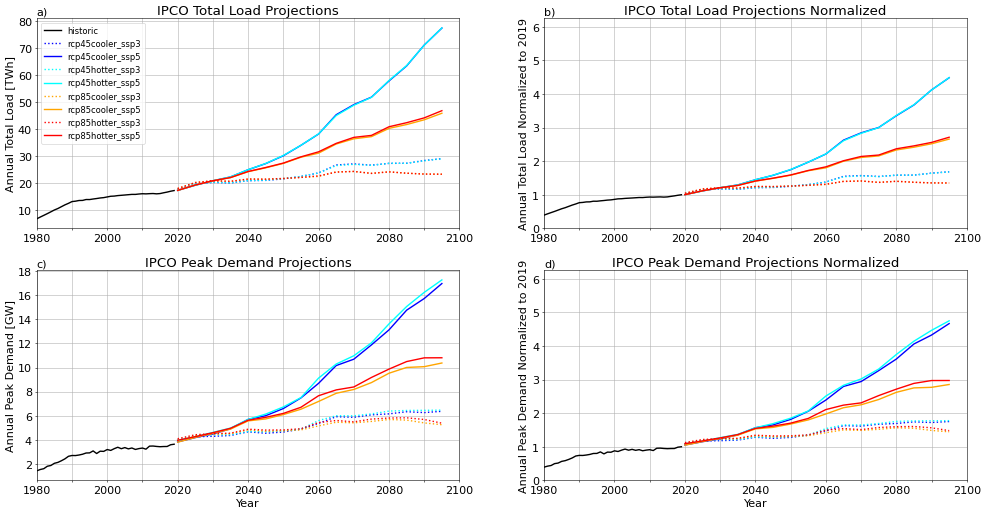 a)
IPCO Total Load Projections
Annual Total Load [TWh]
80
70
60
50
40
30
20
10
historic
rcp45cooler_ssp3
rcp45cooler_ssp5
rcp45hotter_ssp3
rcp45hotter_ssp5
rcp85cooler_ssp3
rcp85cooler_ssp5
rcp85hotter_ssp3
rcp85hotter_ssp5
1980 2000 2020 2040 2060 2080 2100
b)
IPCO Total Load Projections Normalized
Annual Total Load Normalized to 2019
6
5
4
3
2
1
0
1980 2000 2020 2040 2060 2080 2100
c)
IPCO Peak Demand Projections
Annual Peak Demand [GW]
18
16
14
12
10
8
6
4
2
1980 2000 2020 2040 2060 2080 2100
Year
d)
IPCO Peak Demand Projections Normalized
Annual Peak Demand Normalized to 2019
6
5
4
3
2
1
0
1980 2000 2020 2040 2060 2080 2100
Year